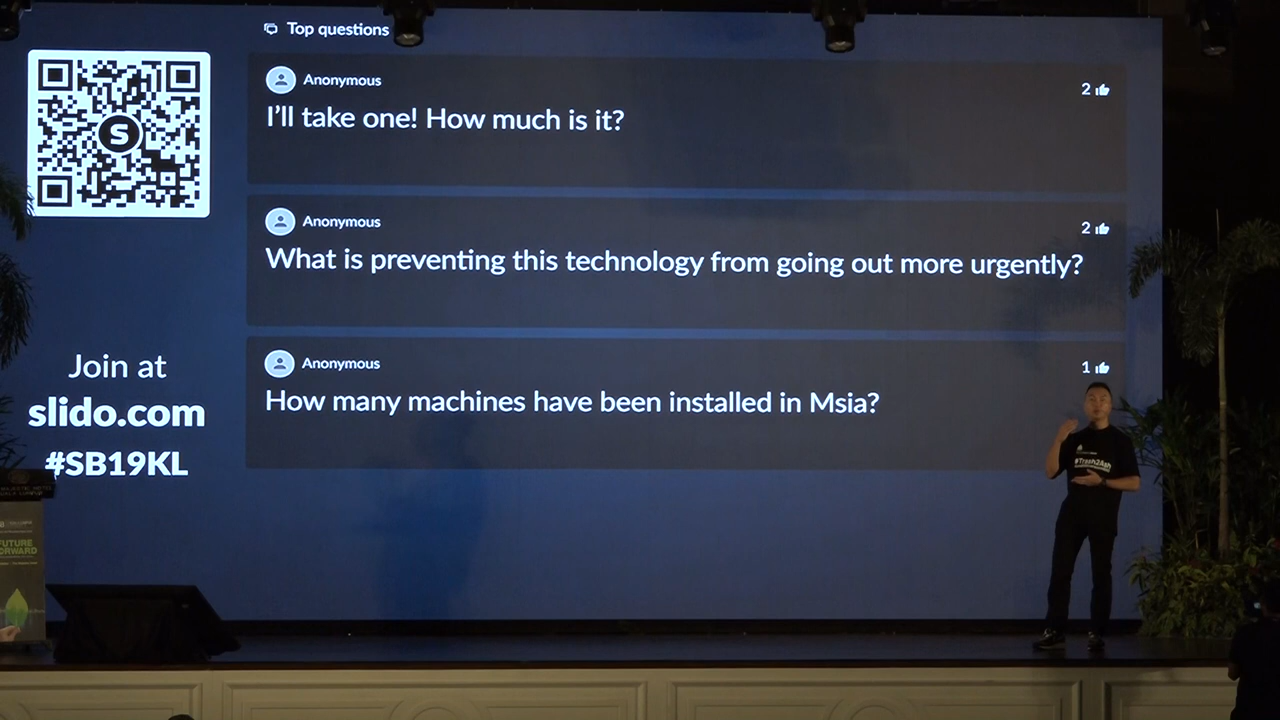 Top questions
Anonymous
2
I'll take one! How much is it?
Anonymous
2
What is preventing this technology from going out more urgently?
Anonymous
1
How many machines have been installed in Msia?
Join at
slido.com
#SB19KL
S
#Trash2Ash
FUTURE
FORWARD